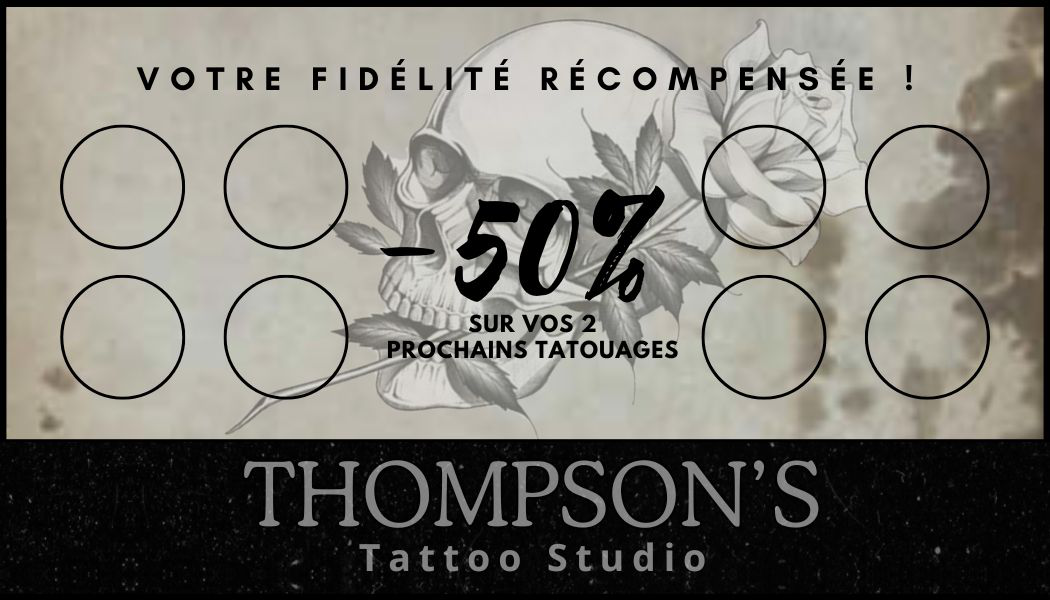 VOTRE FIDÉLITÉ RÉCOMPENSÉE !
-50%
SUR VOS 2
PROCHAINS TATOUAGES
THOMPSON'S
Tattoo Studio